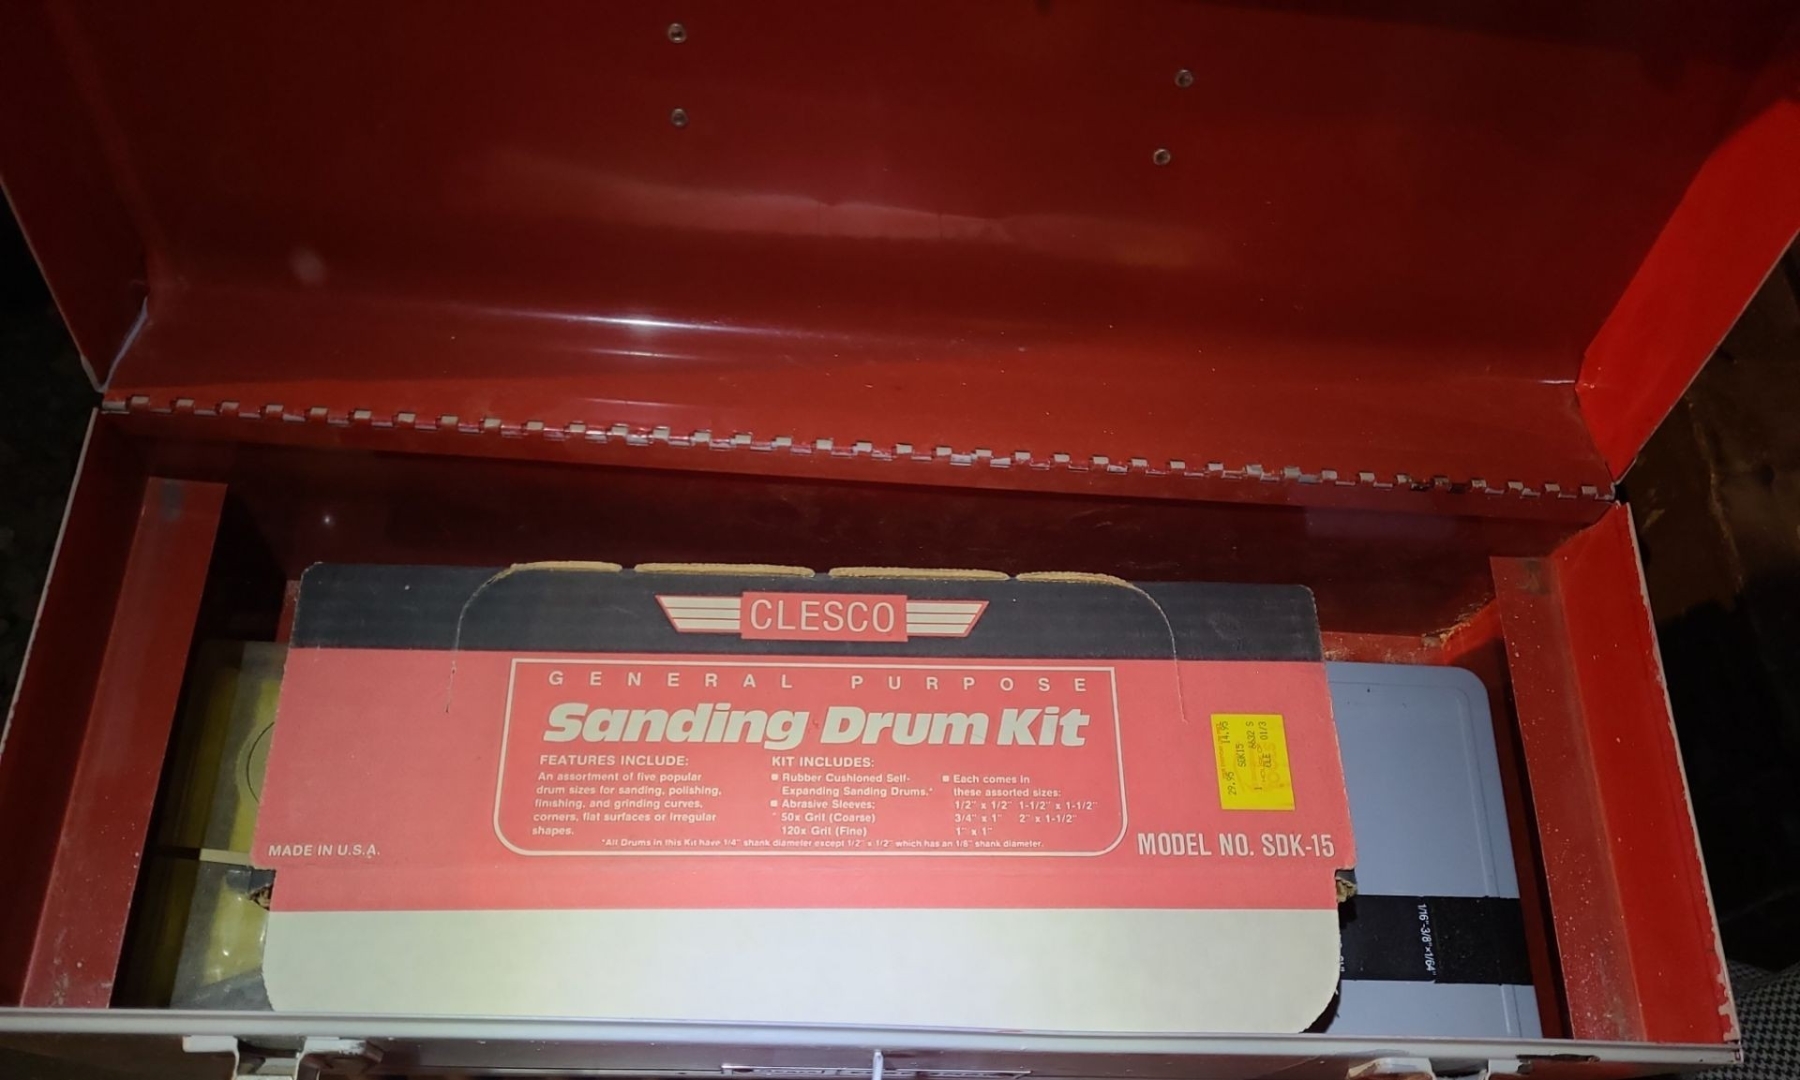 CLESCO
GENERAL PURPOSE
Sanding Drum Kit
FEATURES INCLUDE:
An assortment of five popular
drum sizes for sanding, polishing,
finishing, and grinding curves,
corners, flat surfaces or irregular
shapes.
KIT INCLUDES:
■ Rubber Cushioned Self-
Expanding Sanding Drums.*
■ Abrasive Sleeves:
50x Grit (Coarse)
120x Grit (Fine)
■ Each comes in
these assorted sizes:
1/2" x 1/2" 1-1/2" x 1-1/2"
3/4" x 1" 2" x 1-1/2"
1" x 1"
*All Drums in this Kit have 1/4" shank diameter except 1/2" x 1/2" which has an 1/8" shank diameter.
MADE IN U.S.A.
MODEL NO. SDK-15
29.95 14.95
SDK15
6632 S
DLE 01/3
1/16"-3/8"x1/64"